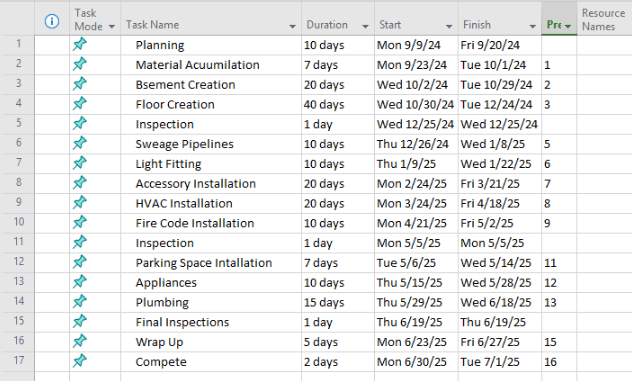 Task Mode Task Name Duration Start Finish Pre Resource Names
1 Planning 10 days Mon 9/9/24 Fri 9/20/24
2 Material Acuumilation 7 days Mon 9/23/24 Tue 10/1/24 1
3 Bsement Creation 20 days Wed 10/2/24 Tue 10/29/24 2
4 Floor Creation 40 days Wed 10/30/24 Tue 12/24/24 3
5 Inspection 1 day Wed 12/25/24 Wed 12/25/24
6 Sweage Pipelines 10 days Thu 12/26/24 Wed 1/8/25 5
7 Light Fitting 10 days Thu 1/9/25 Wed 1/22/25 6
8 Accessory Installation 20 days Mon 2/24/25 Fri 3/21/25 7
9 HVAC Installation 20 days Mon 3/24/25 Fri 4/18/25 8
10 Fire Code Installation 10 days Mon 4/21/25 Fri 5/2/25 9
11 Inspection 1 day Mon 5/5/25 Mon 5/5/25
12 Parking Space Intallation 7 days Tue 5/6/25 Wed 5/14/25 11
13 Appliances 10 days Thu 5/15/25 Wed 5/28/25 12
14 Plumbing 15 days Thu 5/29/25 Wed 6/18/25 13
15 Final Inspections 1 day Thu 6/19/25 Thu 6/19/25
16 Wrap Up 5 days Mon 6/23/25 Fri 6/27/25 15
17 Compete 2 days Mon 6/30/25 Tue 7/1/25 16